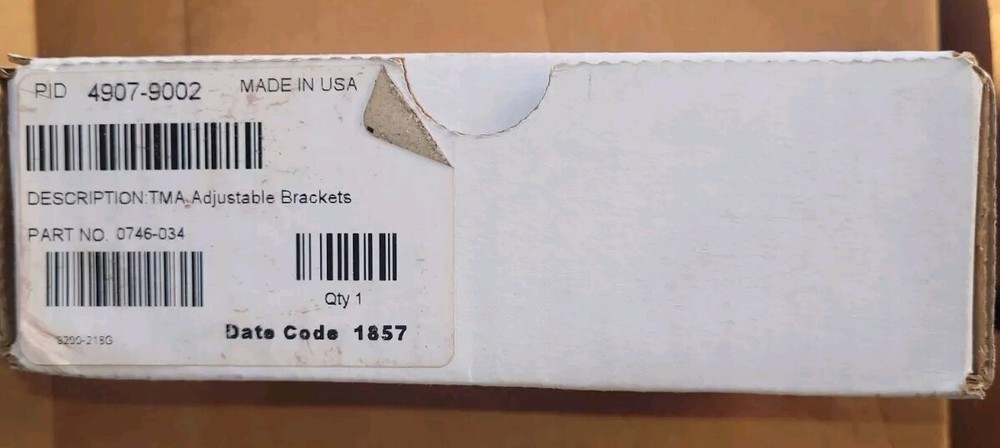 PID 4907-9002 MADE IN USA
DESCRIPTION:TMA Adjustable Brackets
PART NO. 0746-034
Qty 1
Date Code 1857